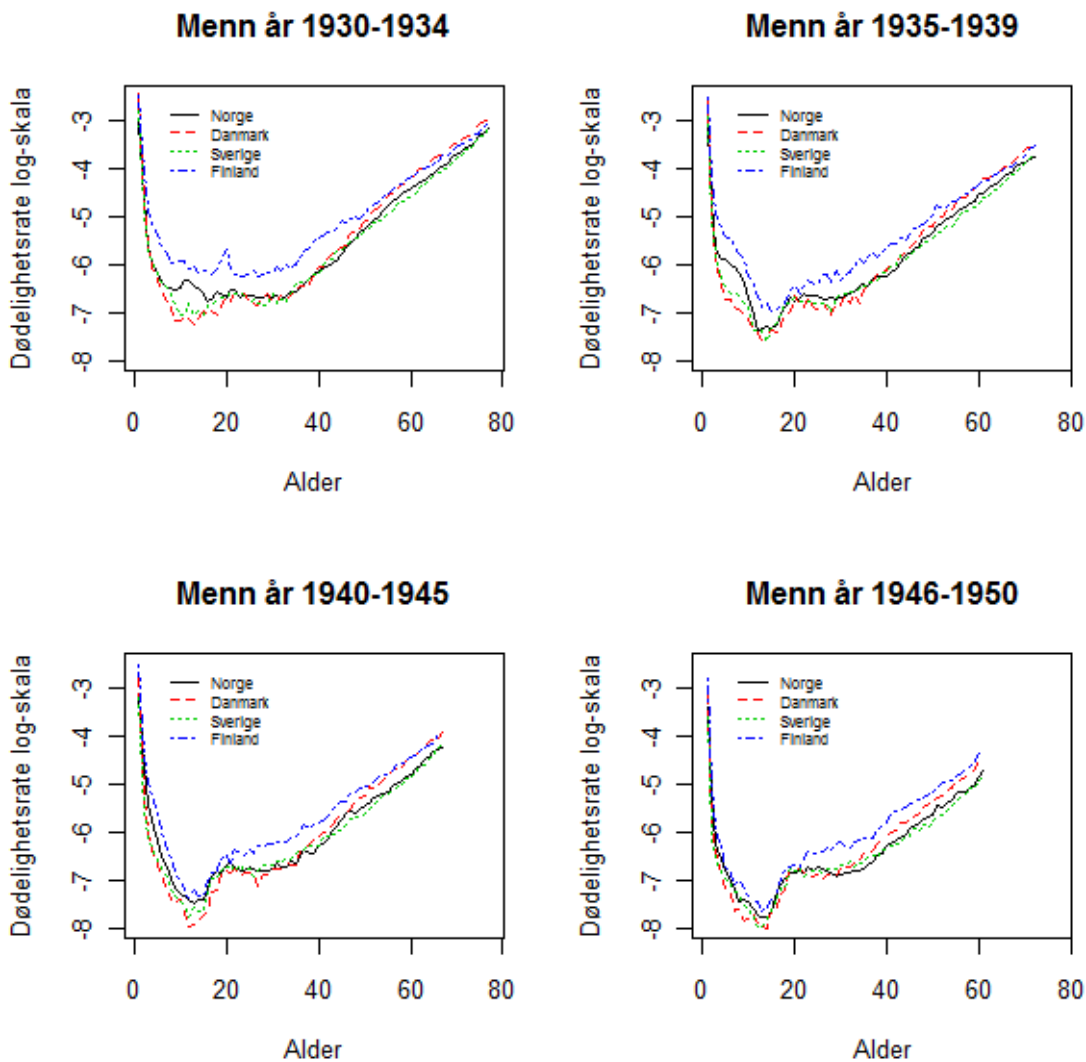 Menn år 1930-1934
Dødelighetsrate log-skala
-3
-4
-5
-6
-7
-8
Norge
Danmark
Sverige
Finland
0 20 40 60 80
Alder
Menn år 1935-1939
Dødelighetsrate log-skala
-3
-4
-5
-6
-7
-8
Norge
Danmark
Sverige
Finland
0 20 40 60 80
Alder
Menn år 1940-1945
Dødelighetsrate log-skala
-3
-4
-5
-6
-7
-8
Norge
Danmark
Sverige
Finland
0 20 40 60 80
Alder
Menn år 1946-1950
Dødelighetsrate log-skala
-3
-4
-5
-6
-7
-8
Norge
Danmark
Sverige
Finland
0 20 40 60 80
Alder